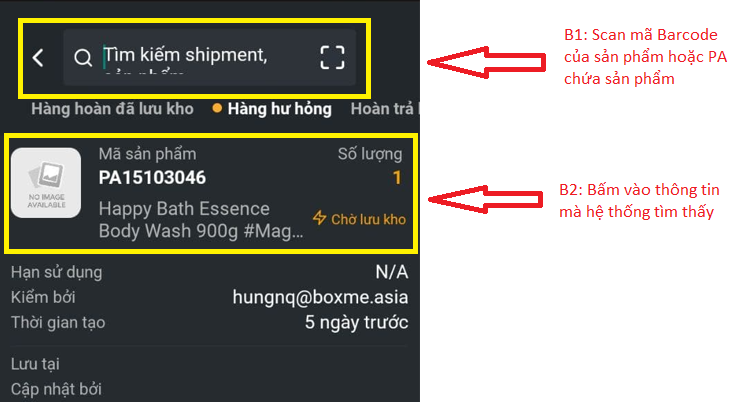 Tìm kiếm shipment,
sản phẩm
B1: Scan mã Barcode
của sản phẩm hoặc PA
chứa sản phẩm
Hàng hoàn đã lưu kho
Hàng hư hỏng
Hoàn trả
NO IMAGE
AVAILABLE
Mã sản phẩm
Số lượng
PA15103046
1
Happy Bath Essence
Body Wash 900g #Mag...
Chờ lưu kho
B2: Bấm vào thông tin
mà hệ thống tìm thấy
Hạn sử dụng
N/A
Kiểm bởi
hungnq@boxme.asia
Thời gian tạo
5 ngày trước
Lưu tại
Cập nhật bởi